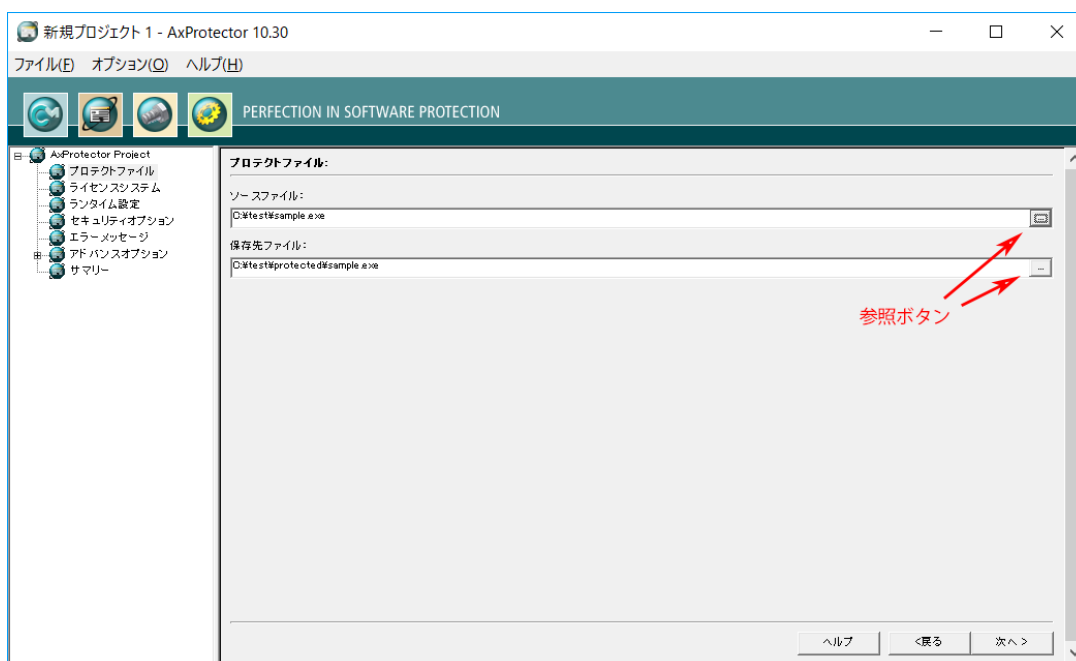 新規プロジェクト 1 - AxProtector 10.30
ファイル(F) オプション(O) ヘルプ(H)
PERFECTION IN SOFTWARE PROTECTION
AxProtector Project
プロテクトファイル
ライセンスシステム
ランタイム設定
セキュリティオプション
エラーメッセージ
アドバンスオプション
サマリー
プロテクトファイル:
ソースファイル:
C:¥test¥sample.exe
保存先ファイル:
C:¥test¥protected¥sample.exe
...
参照ボタン
ヘルプ
<戻る
次へ >